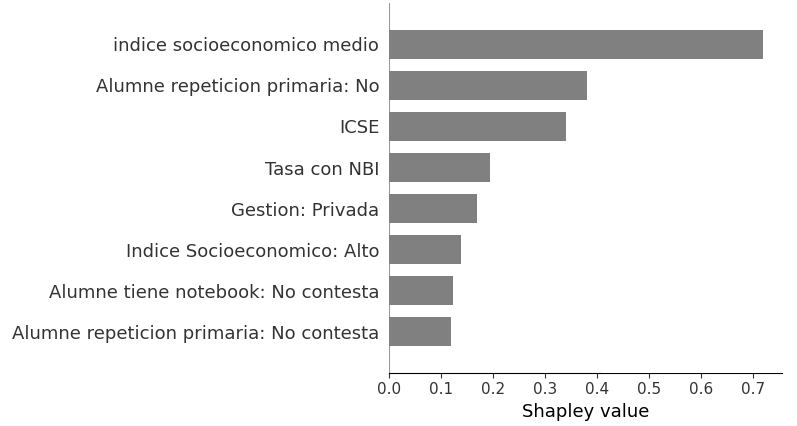 indice socioeconomico medio
Alumne repeticion primaria: No
ICSE
Tasa con NBI
Gestion: Privada
Indice Socioeconomico: Alto
Alumne tiene notebook: No contesta
Alumne repeticion primaria: No contesta
0.0 0.1 0.2 0.3 0.4 0.5 0.6 0.7
Shapley value